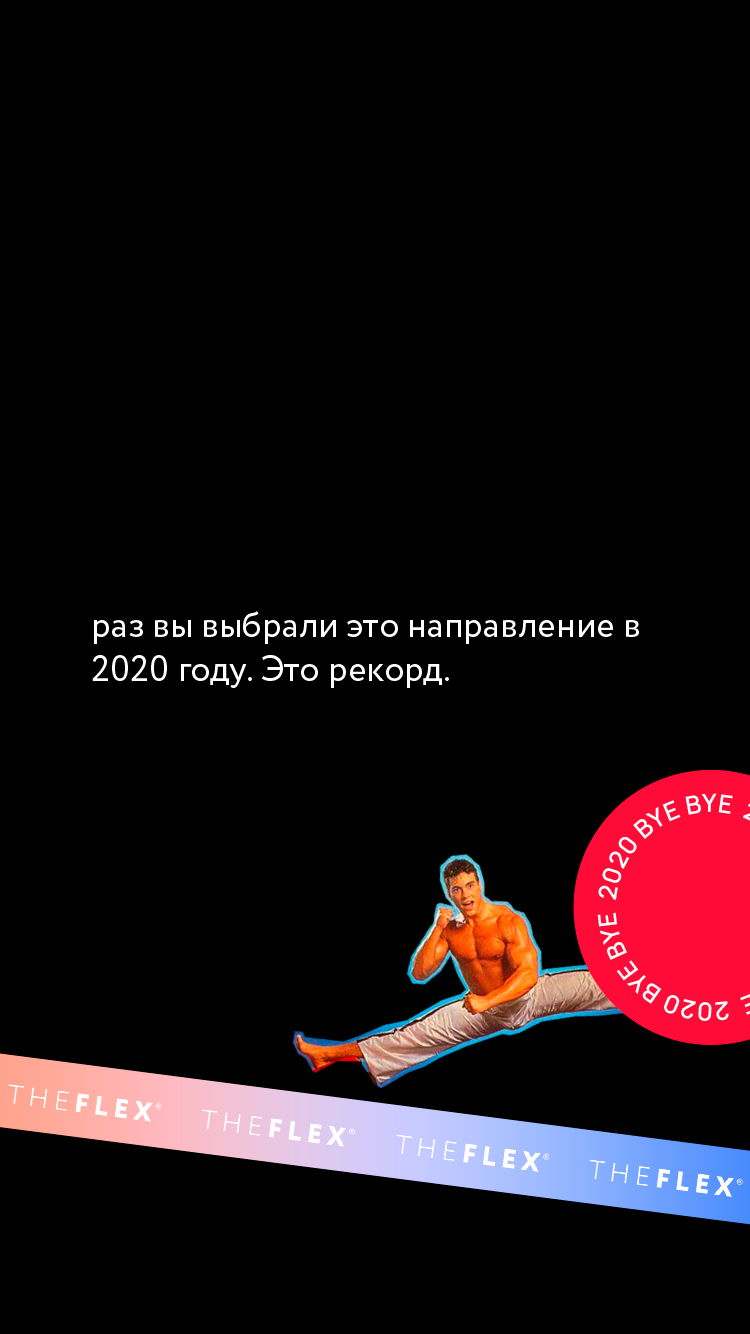 раз вы выбрали это направление в
2020 году. Это рекорд.
2020 BYE BYE 2020 BYE BYE
THEFLEX® THEFLEX® THEFLEX® THEFLEX®